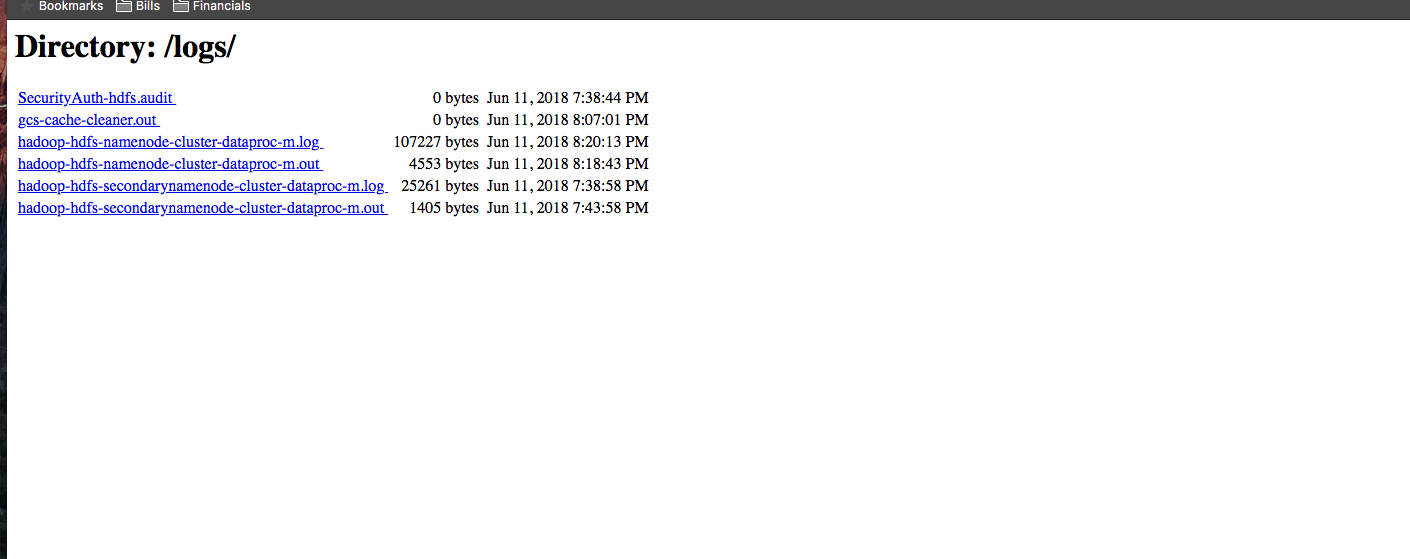 Bookmarks Bills Financials
Directory: /logs/
SecurityAuth-hdfs.audit 0 bytes Jun 11, 2018 7:38:44 PM
gcs-cache-cleaner.out 0 bytes Jun 11, 2018 8:07:01 PM
hadoop-hdfs-namenode-cluster-dataproc-m.log 107227 bytes Jun 11, 2018 8:20:13 PM
hadoop-hdfs-namenode-cluster-dataproc-m.out 4553 bytes Jun 11, 2018 8:18:43 PM
hadoop-hdfs-secondarynamenode-cluster-dataproc-m.log 25261 bytes Jun 11, 2018 7:38:58 PM
hadoop-hdfs-secondarynamenode-cluster-dataproc-m.out 1405 bytes Jun 11, 2018 7:43:58 PM